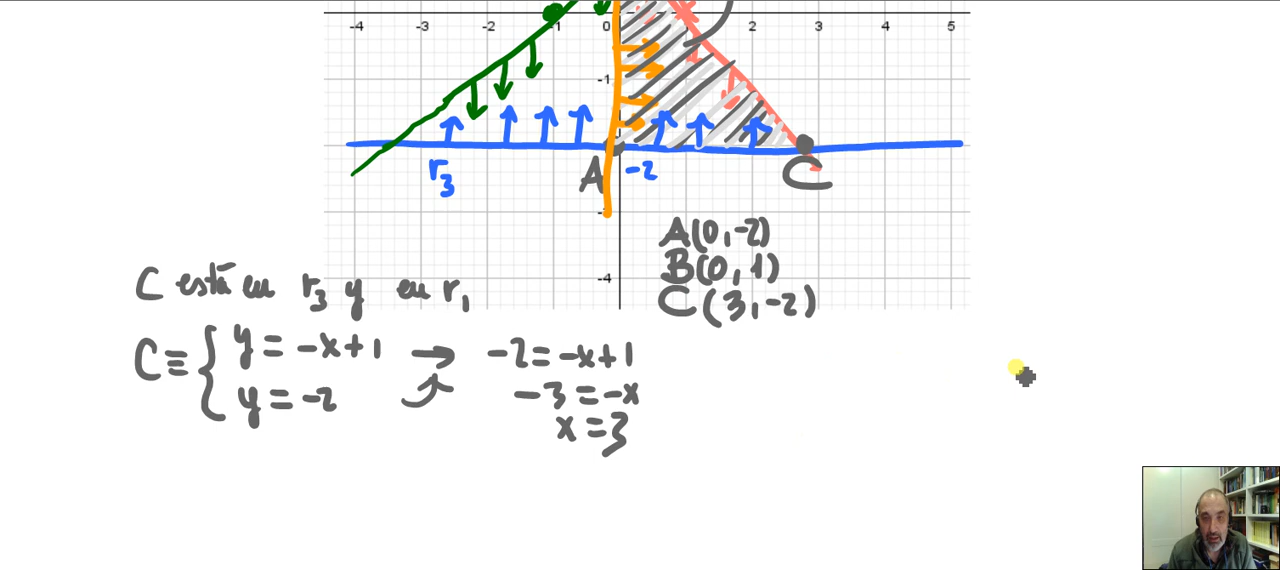 -4 -3 -2 -1 0 2 3 4 5
-1
r3 A -2 C
-4
A(0,-2)
B(0,1)
C(3,-2)
C está en r3 y en r1
C≡{ y = -x+1 → -2 = -x+1
y = -2 -3 = -x
x = 3